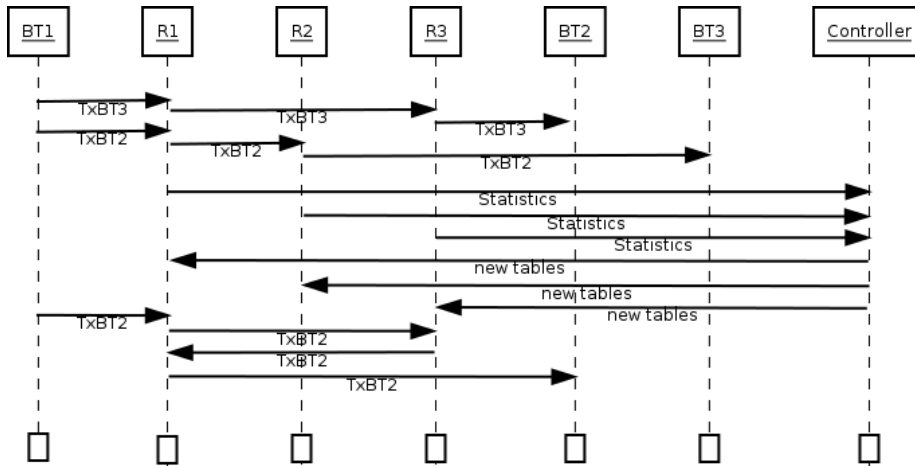 BT1 R1 R2 R3 BT2 BT3 Controller
TxBT3
TxBT3
TxBT3
TxBT2
TxBT2
TxBT2
Statistics
Statistics
Statistics
new tables
new tables
new tables
TxBT2
TxBT2
TxBT2
TxBT2